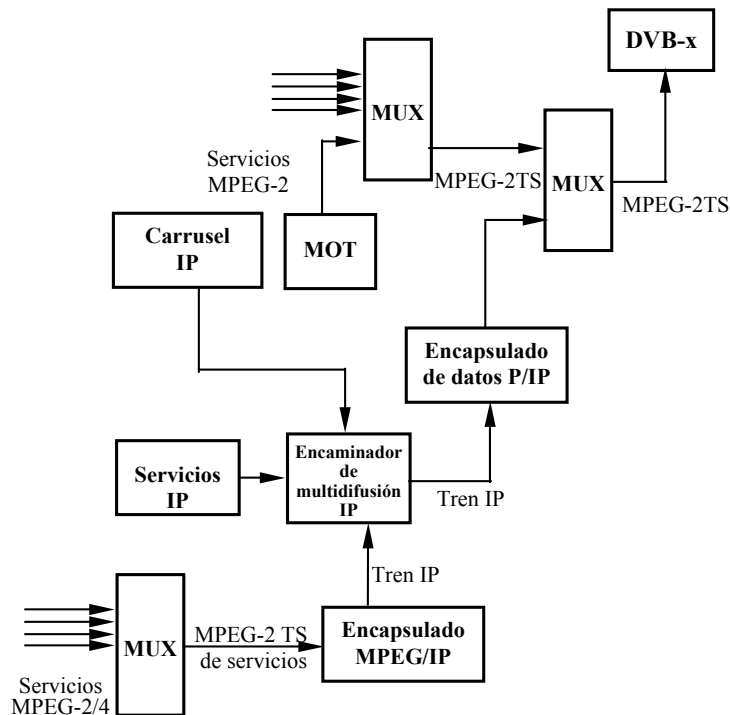 DVB-x
MUX
Servicios
MPEG-2
MPEG-2TS
MUX
MPEG-2TS
Carrusel
IP
MOT
Encapsulado
de datos P/IP
Encaminador
de
multidifusión
IP
Servicios
IP
Tren IP
Tren IP
MUX
MPEG-2 TS
de servicios
Encapsulado
MPEG/IP
Servicios
MPEG-2/4